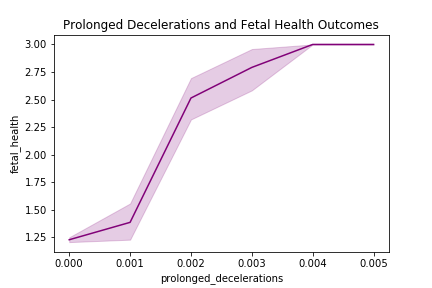 Prolonged Decelerations and Fetal Health Outcomes
3.00
2.75
2.50
2.25
2.00
1.75
1.50
1.25
fetal_health
0.000 0.001 0.002 0.003 0.004 0.005
prolonged_decelerations